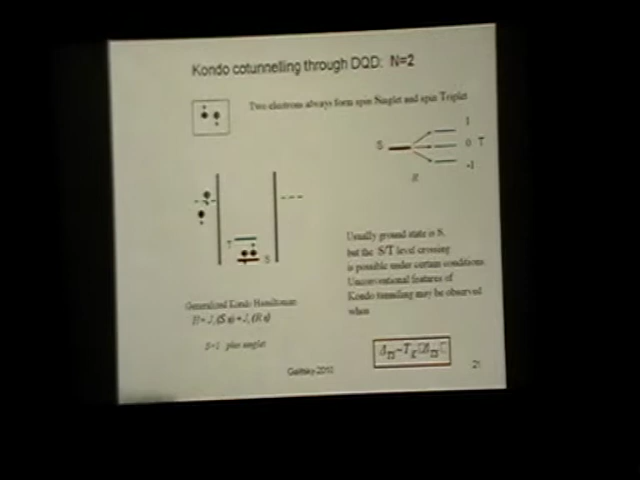 Kondo cotunnelling through DQD: N=2
Two electrons always form spin Singlet and spin Triplet
1
S
0 T
-1
R
T
S
Usually ground state is S,
but the S/T level crossing
is possible under certain conditions
Unconventional features of
Kondo tunneling may be observed
when
Generalized Kondo Hamiltonian
S=1 plus singlet
2010
21